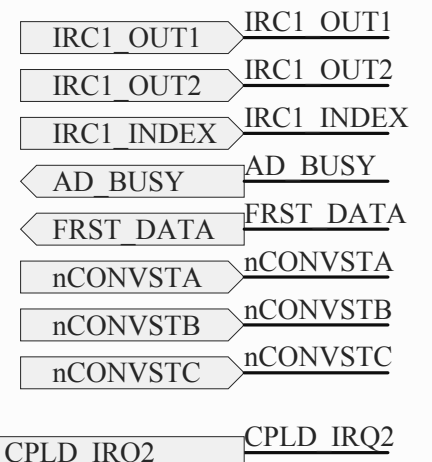 IRC1_OUT1 IRC1_OUT1
IRC1_OUT2 IRC1_OUT2
IRC1_INDEX IRC1_INDEX
AD_BUSY AD_BUSY
FRST_DATA FRST_DATA
nCONVSTA nCONVSTA
nCONVSTB nCONVSTB
nCONVSTC nCONVSTC
CPLD_IRQ2 CPLD_IRQ2